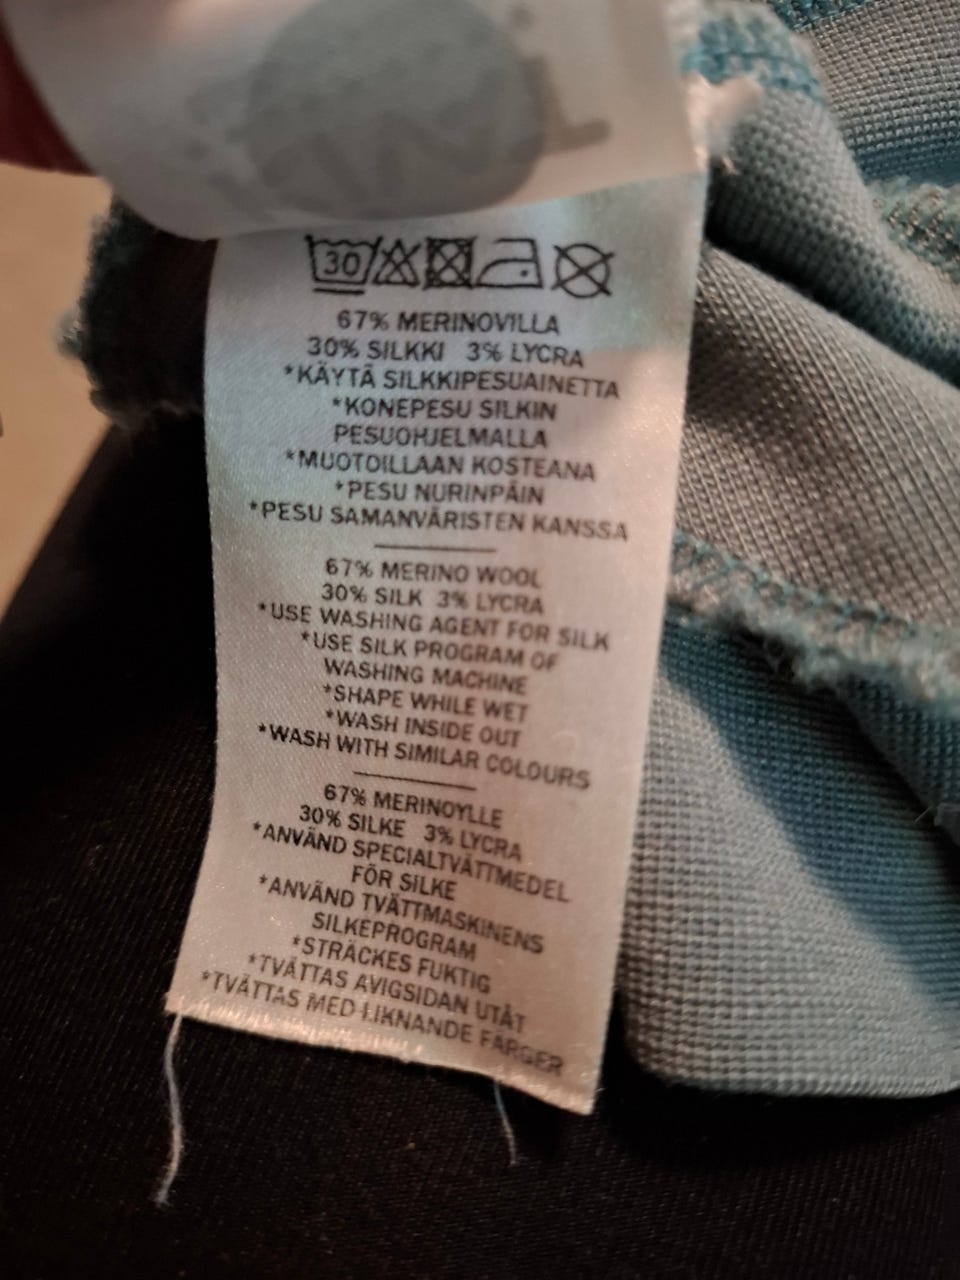 30
67% MERINOVILLA
30% SILKKI 3% LYCRA
*KÄYTÄ SILKKIPESUAINETTA
*KONEPESU SILKIN
PESUOHJELMALLA
*MUOTOILLAAN KOSTEANA
*PESU NURINPÄIN
*PESU SAMANVÄRISTEN KANSSA
67% MERINO WOOL
30% SILK 3% LYCRA
*USE WASHING AGENT FOR SILK
*USE SILK PROGRAM OF
WASHING MACHINE
*SHAPE WHILE WET
*WASH INSIDE OUT
*WASH WITH SIMILAR COLOURS
67% MERINOYLLE
30% SILKE 3% LYCRA
*ANVÄND SPECIALTVÄTTMEDEL
FÖR SILKE
*ANVÄND TVÄTTMASKINENS
SILKEPROGRAM
*STRÄCKES FUKTIG
*TVÄTTAS AVIGSIDAN UTÅT
*TVÄTTAS MED LIKNANDE FÄRGER